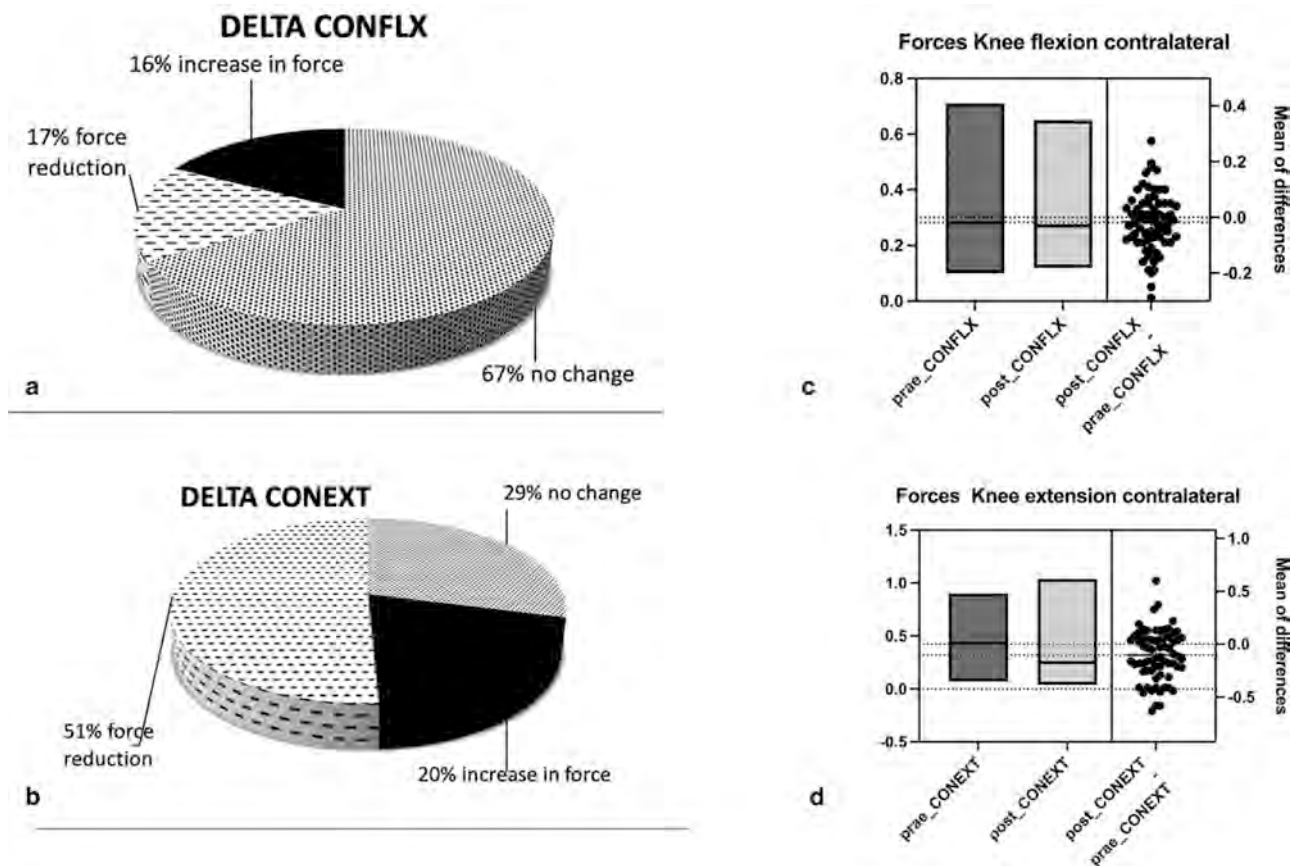 DELTA CONFLX
16% increase in force
17% force
reduction
67% no change
a
DELTA CONEXT
29% no change
51% force
reduction
20% increase in force
b
Forces Knee flexion contralateral
0.8
0.6
0.4
0.2
0.0
0.4
0.2
0.0
-0.2
Mean of differences
prae_CONFLX
post_CONFLX
post_CONFLX -
prae_CONFLX
c
Forces Knee extension contralateral
1.5
1.0
0.5
0.0
-0.5
1.0
0.5
0.0
-0.5
Mean of differences
prae_CONEXT
post_CONEXT
post_CONEXT -
prae_CONEXT
d